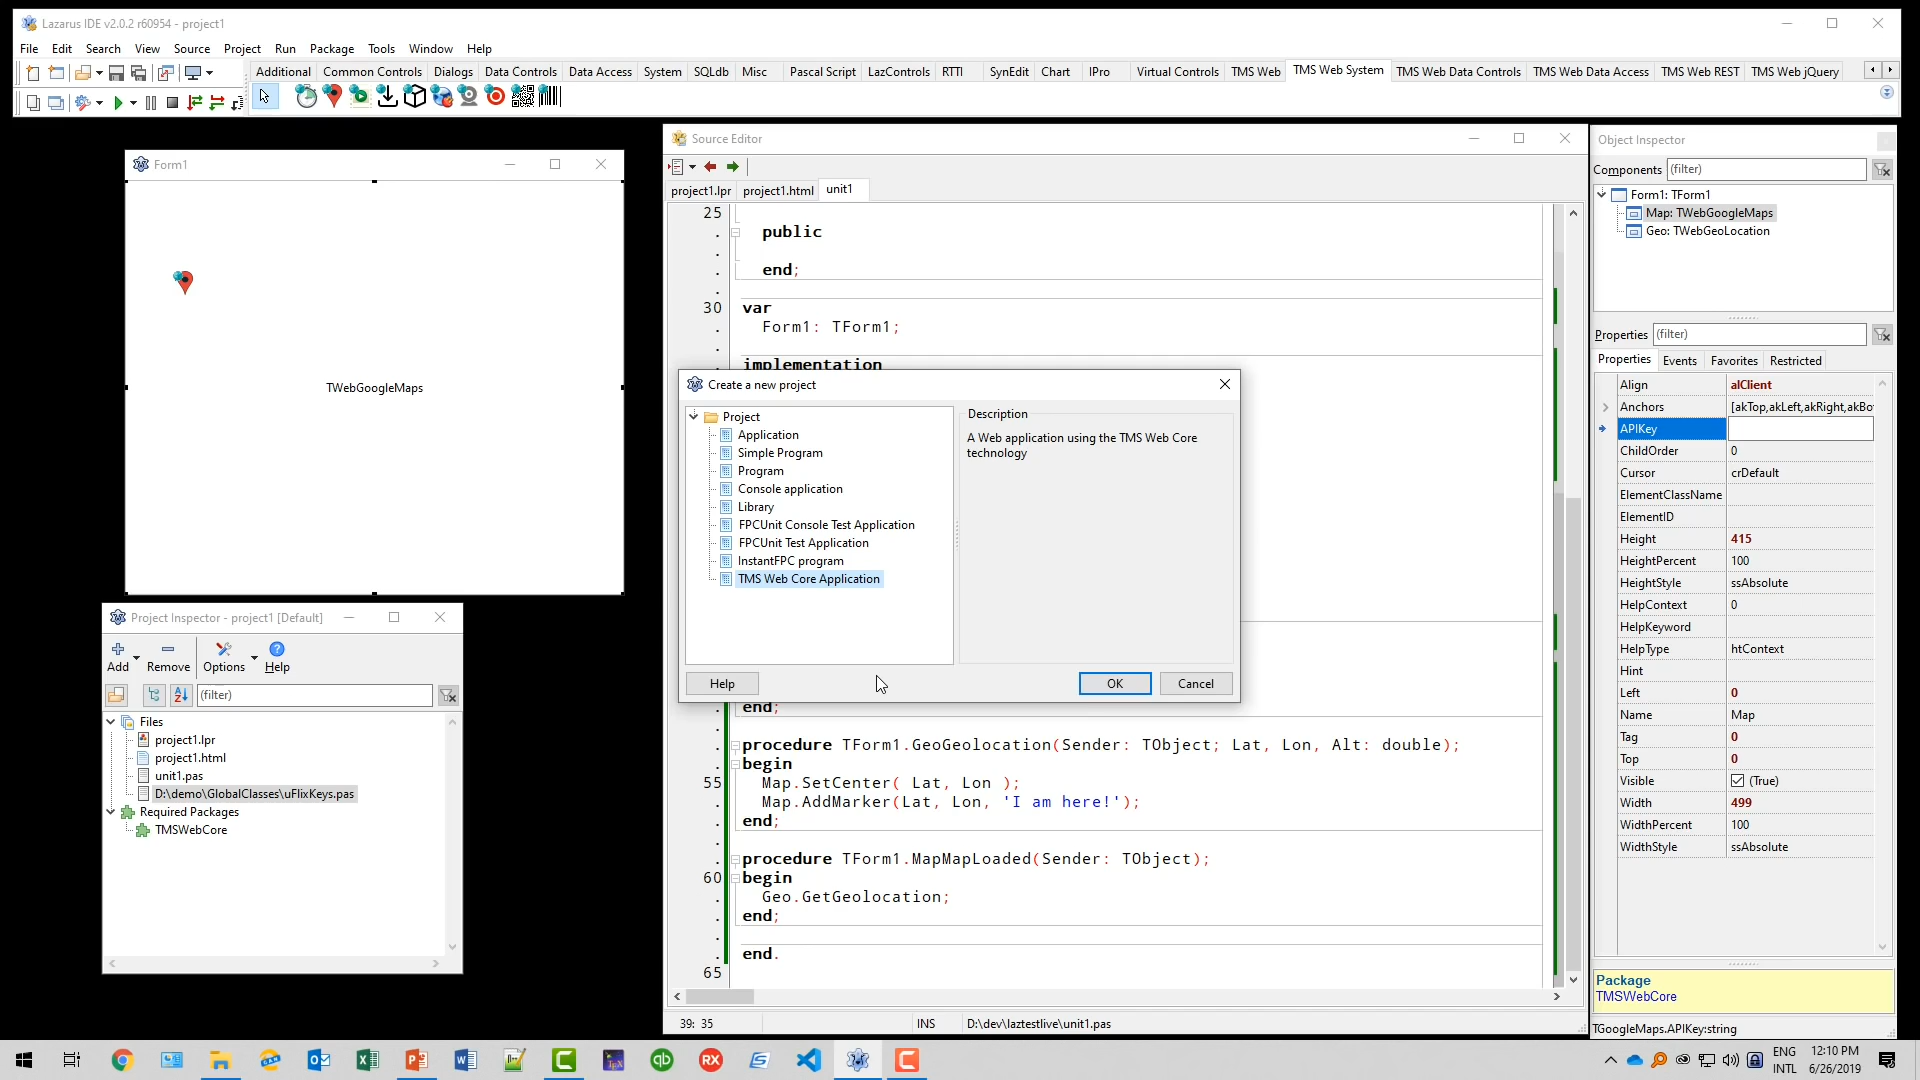 Lazarus IDE v2.0.2 r60954 - project1
File Edit Search View Source Project Run Package Tools Window Help
Additional Common Controls Dialogs Data Controls Data Access System SQLdb Misc Pascal Script LazControls RTTI SynEdit Chart IPro Virtual Controls TMS Web TMS Web System TMS Web Data Controls TMS Web Data Access TMS Web REST TMS Web jQuery
Form1
TWebGoogleMaps
Project Inspector - project1 [Default]
Add Remove Options Help
(filter)
Files
project1.lpr
project1.html
unit1.pas
D:\demo\GlobalClasses\uFlixKeys.pas
Required Packages
TMSWebCore
Source Editor
project1.lpr project1.html unit1
25
public
end;
30 var
Form1: TForm1;
implementation
Create a new project
Project
Application
Simple Program
Program
Console application
Library
FPCUnit Console Test Application
FPCUnit Test Application
InstantFPC program
TMS Web Core Application
Description
A Web application using the TMS Web Core
technology
Help OK Cancel
end;
procedure TForm1.GeoGeolocation(Sender: TObject; Lat, Lon, Alt: double);
begin
55 Map.SetCenter( Lat, Lon );
Map.AddMarker(Lat, Lon, 'I am here!');
end;
procedure TForm1.MapMapLoaded(Sender: TObject);
60 begin
Geo.GetGeolocation;
end;
end.
65
39: 35 INS D:\dev\laztestlive\unit1.pas
Object Inspector
Components (filter)
Form1: TForm1
Map: TWebGoogleMaps
Geo: TWebGeoLocation
Properties (filter)
Properties Events Favorites Restricted
Align alClient
Anchors [akTop,akLeft,akRight,akBo
APIKey
ChildOrder 0
Cursor crDefault
ElementClassName
ElementID
Height 415
HeightPercent 100
HeightStyle ssAbsolute
HelpContext 0
HelpKeyword
HelpType htContext
Hint
Left 0
Name Map
Tag 0
Top 0
Visible (True)
Width 499
WidthPercent 100
WidthStyle ssAbsolute
Package
TMSWebCore
TGoogleMaps.APIKey:string
ENG
INTL
12:10 PM
6/26/2019